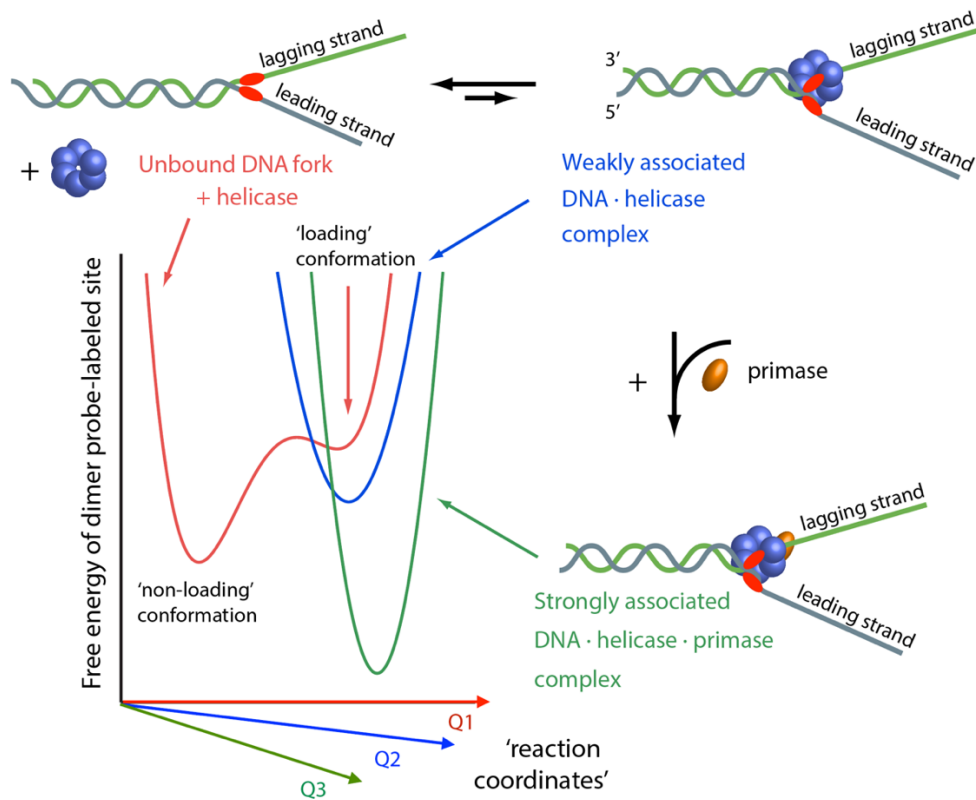 lagging strand
leading strand
+
Unbound DNA fork
+ helicase
3’
5’
lagging strand
leading strand
Weakly associated
DNA · helicase
complex
‘loading’
conformation
Free energy of dimer probe-labeled site
‘non-loading’
conformation
+
primase
lagging strand
leading strand
Strongly associated
DNA · helicase · primase
complex
Q1
Q2
Q3
‘reaction
coordinates’